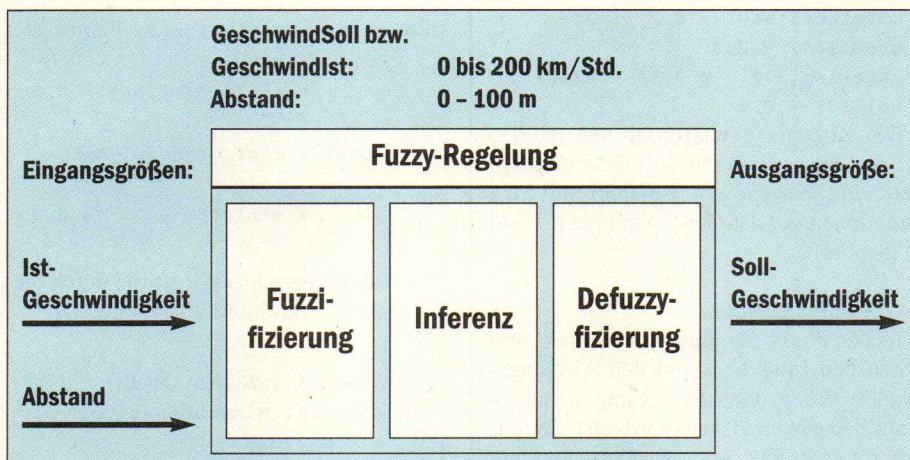 GeschwindSoll bzw.
GeschwindIst: 0 bis 200 km/Std.
Abstand: 0 – 100 m
Fuzzy-Regelung
Eingangsgrößen:
Ausgangsgröße:
Ist-
Geschwindigkeit
Abstand
Fuzzi-
fizierung
Inferenz
Defuzzy-
fizierung
Soll-
Geschwindigkeit